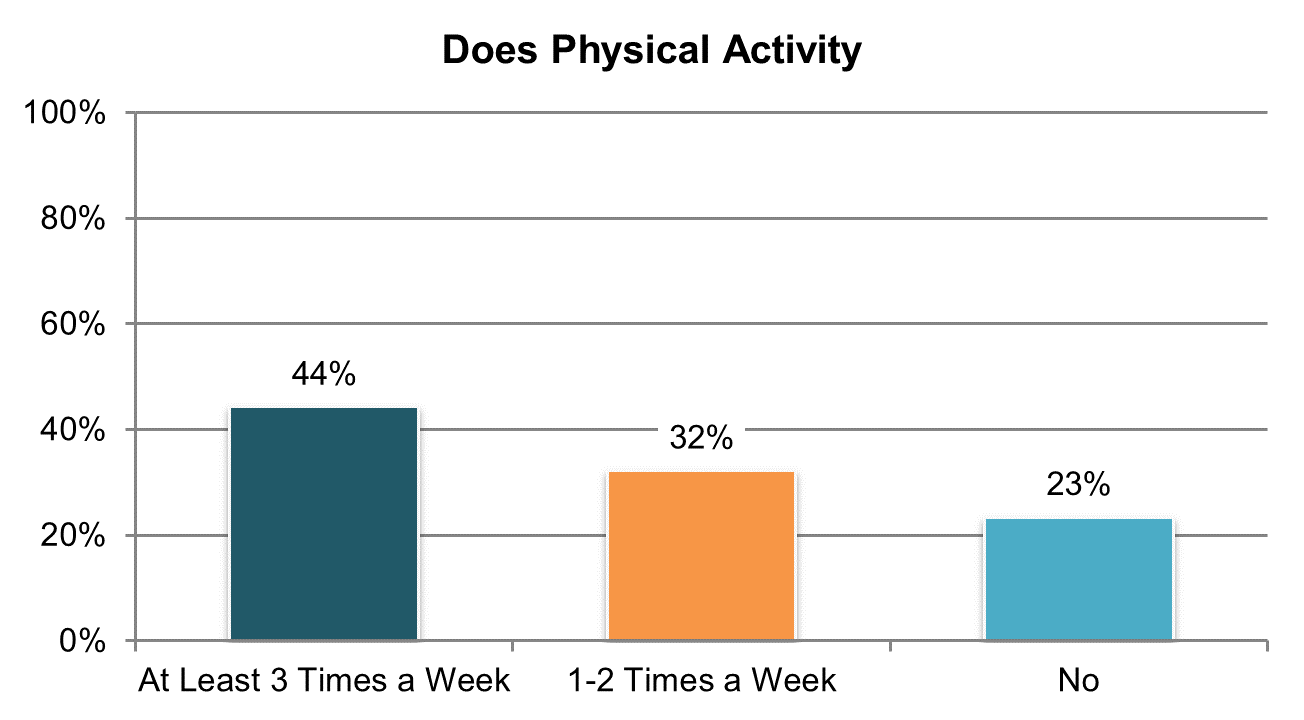 Does Physical Activity
100%
80%
60%
40%
20%
0%
44%
32%
23%
At Least 3 Times a Week
1-2 Times a Week
No